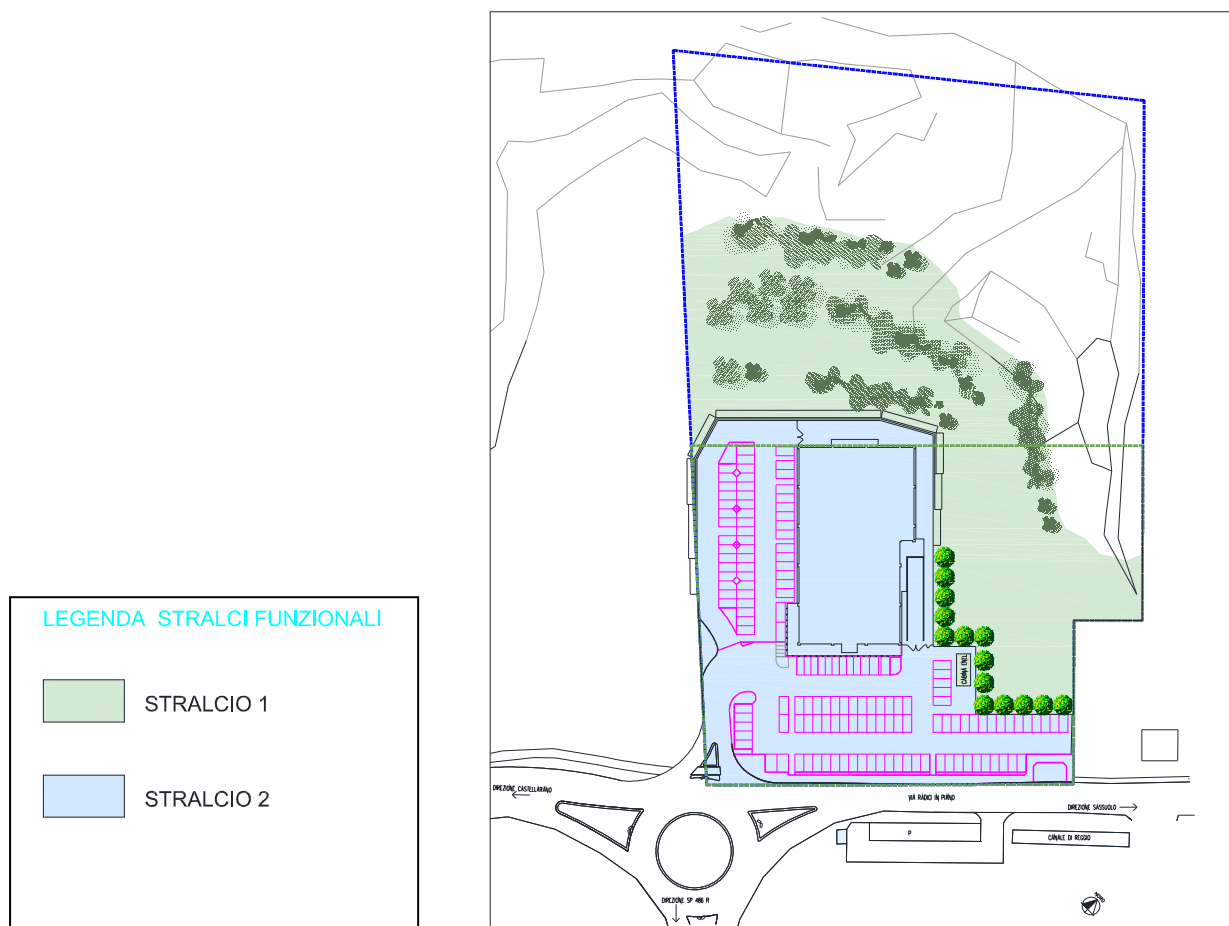 LEGENDA STRALCI FUNZIONALI
STRALCIO 1
STRALCIO 2
CABINA ENEL
DIREZIONE CASTELLARANO
VIA RADICI IN PIANO
DIREZIONE SASSUOLO
P
CANALE DI REGGIO
DIREZIONE SP 486 R
NORD